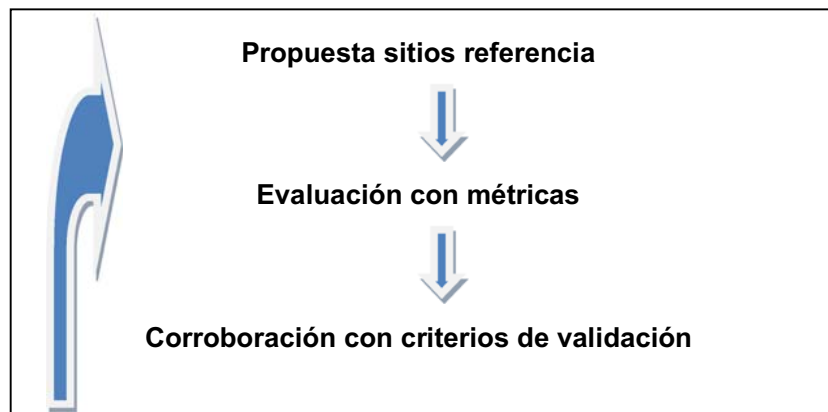 Propuesta sitios referencia
Evaluación con métricas
Corroboración con criterios de validación